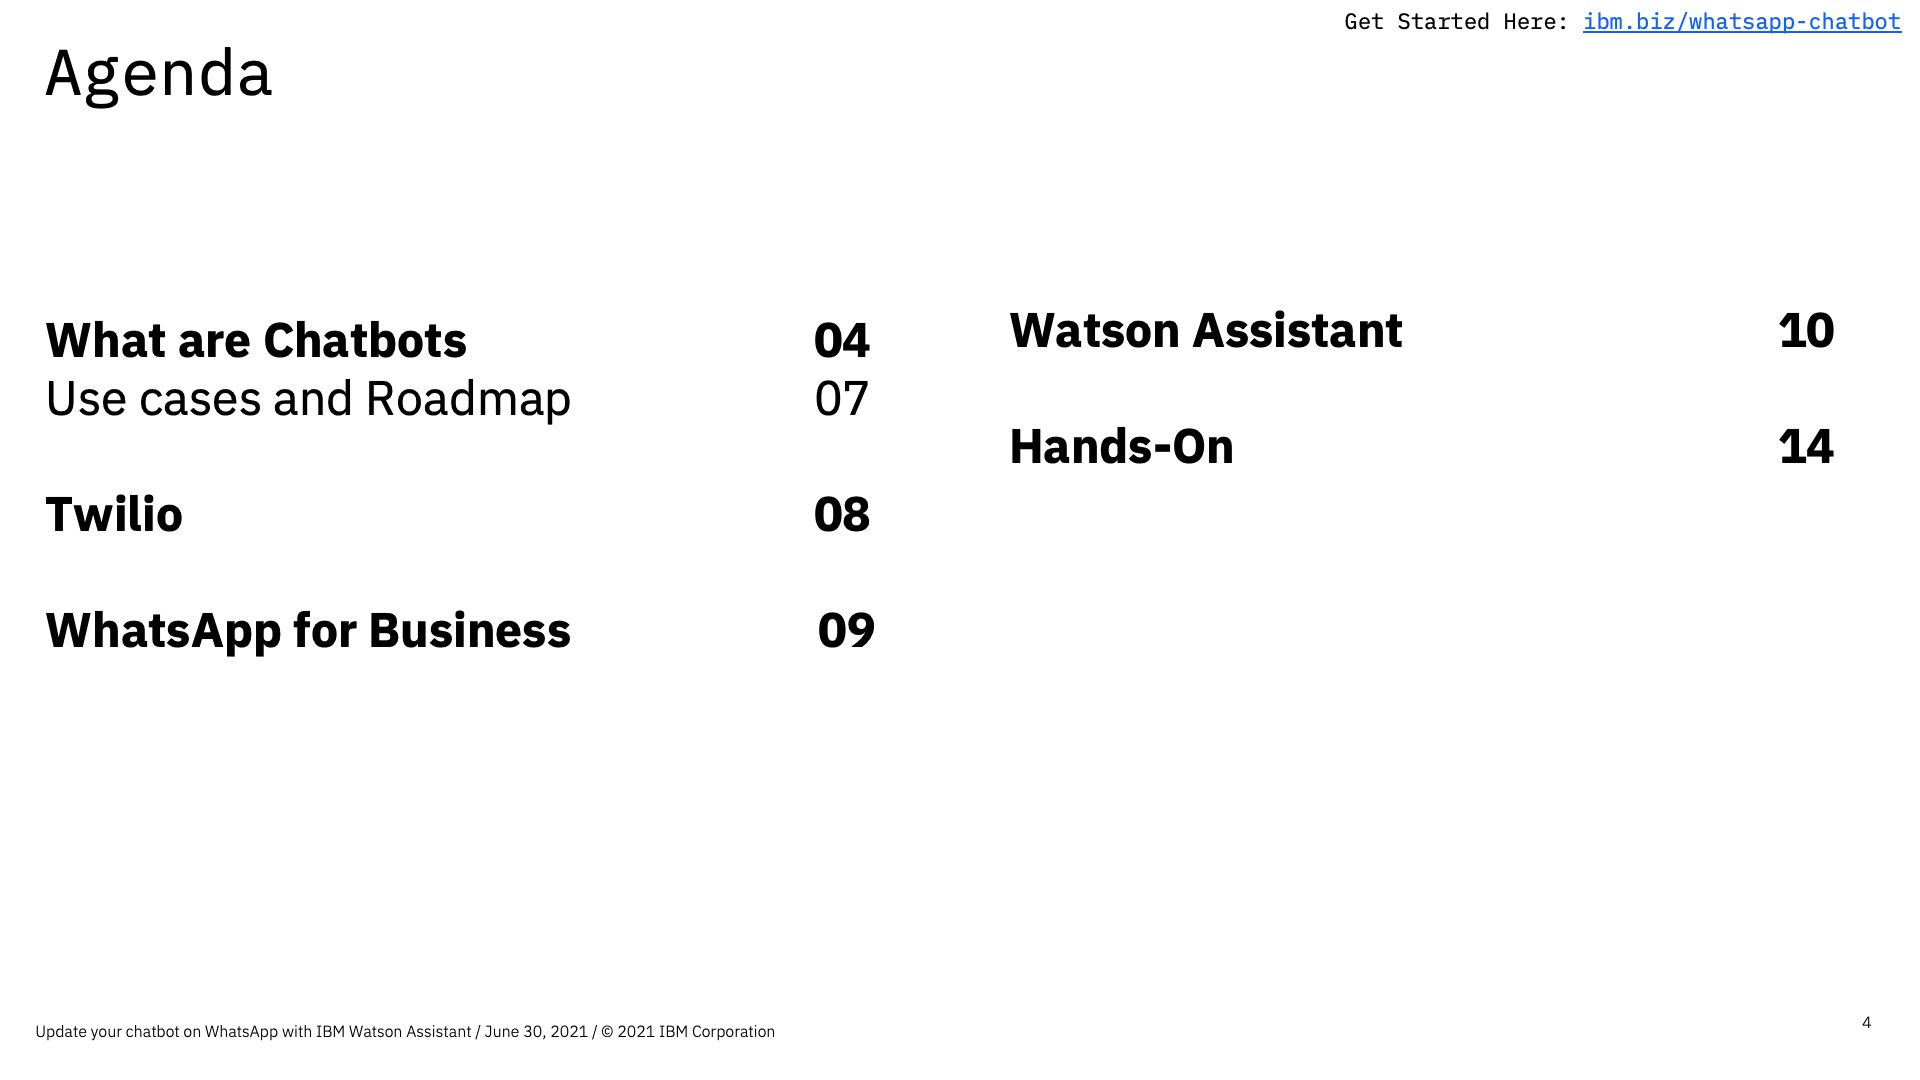 Get Started Here: ibm.biz/whatsapp-chatbot
Agenda
What are Chatbots 04
Use cases and Roadmap 07
Twilio 08
WhatsApp for Business 09
Watson Assistant 10
Hands-On 14
Update your chatbot on WhatsApp with IBM Watson Assistant / June 30, 2021 / © 2021 IBM Corporation
4